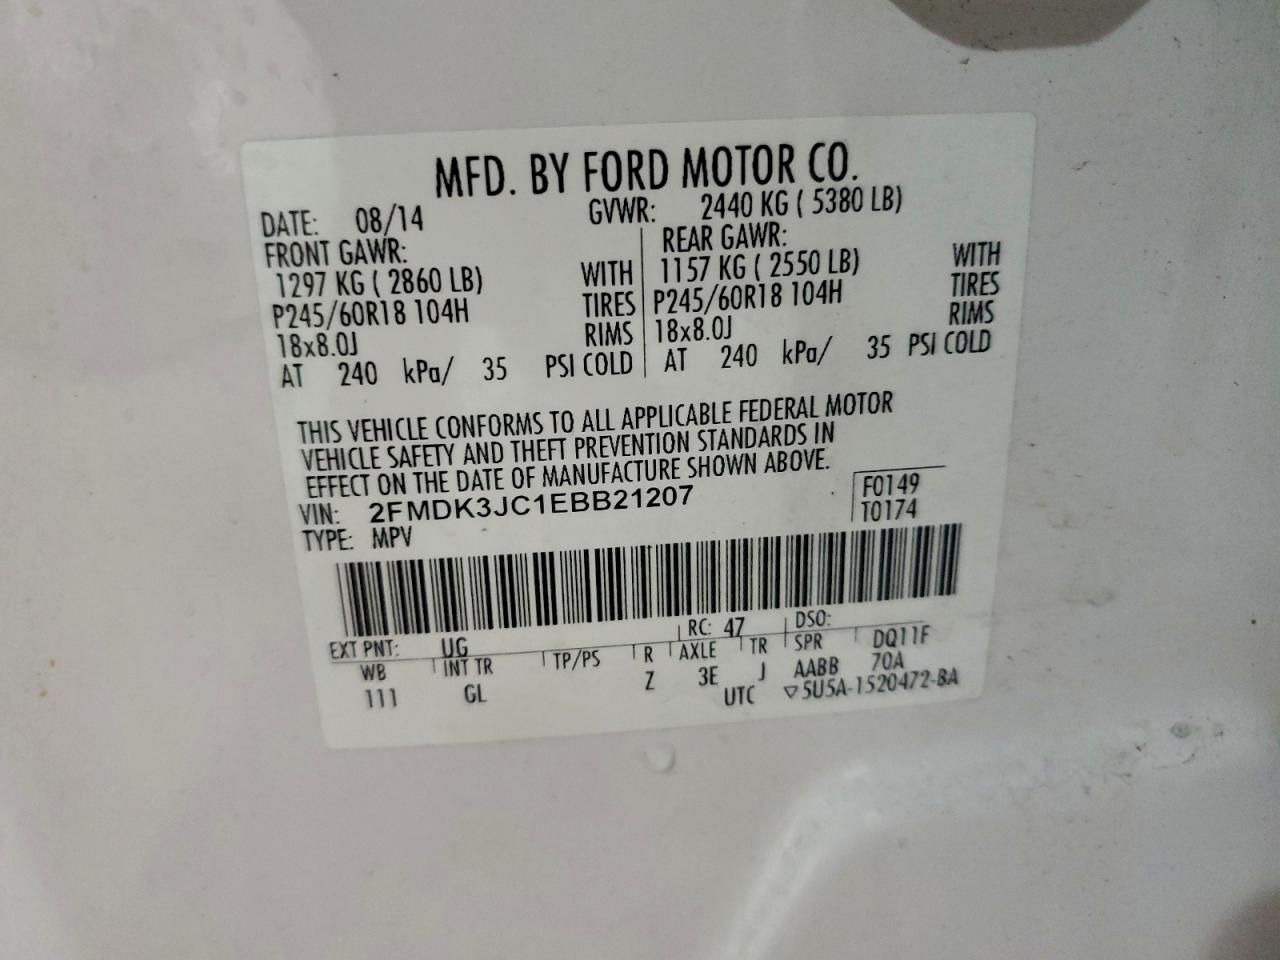 MFD. BY FORD MOTOR CO.
DATE: 08/14 GVWR: 2440 KG ( 5380 LB)
FRONT GAWR: REAR GAWR:
1297 KG ( 2860 LB) WITH 1157 KG ( 2550 LB) WITH
P245/60R18 104H TIRES P245/60R18 104H TIRES
18x8.0J RIMS 18x8.0J RIMS
AT 240 kPa/ 35 PSI COLD AT 240 kPa/ 35 PSI COLD
THIS VEHICLE CONFORMS TO ALL APPLICABLE FEDERAL MOTOR
VEHICLE SAFETY AND THEFT PREVENTION STANDARDS IN
EFFECT ON THE DATE OF MANUFACTURE SHOWN ABOVE.
VIN: 2FMDK3JC1EBB21207 F0149
TYPE: MPV T0174
EXT PNT: UG RC: 47 DSO:
WB INT TR TP/PS R AXLE TR SPR DQ11F
111 GL Z 3E J AABB 70A
UTC ▽5U5A-1520472-BA